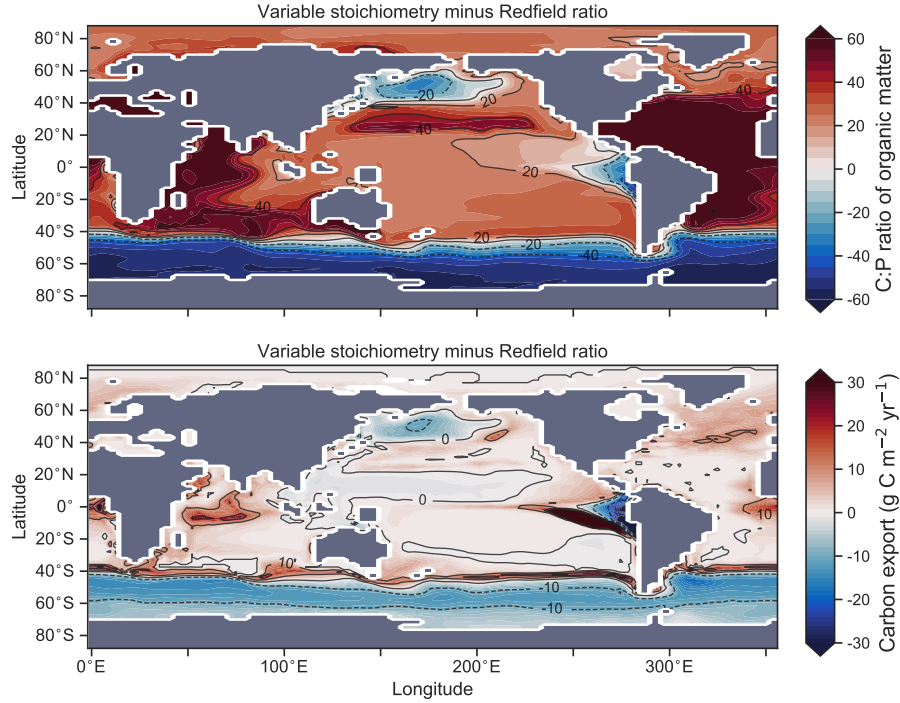 Variable stoichiometry minus Redfield ratio
80°N
60°N
40°N
20°N
0°
20°S
40°S
60°S
80°S
Latitude
20
20
40
40
20
40
20
-20
-40
60
40
20
0
-20
-40
-60
C:P ratio of organic matter
Variable stoichiometry minus Redfield ratio
80°N
60°N
40°N
20°N
0°
20°S
40°S
60°S
80°S
Latitude
0
0
10
10
-10
-10
0°E
100°E
200°E
300°E
Longitude
30
20
10
0
-10
-20
-30
Carbon export (g C m⁻² yr⁻¹)